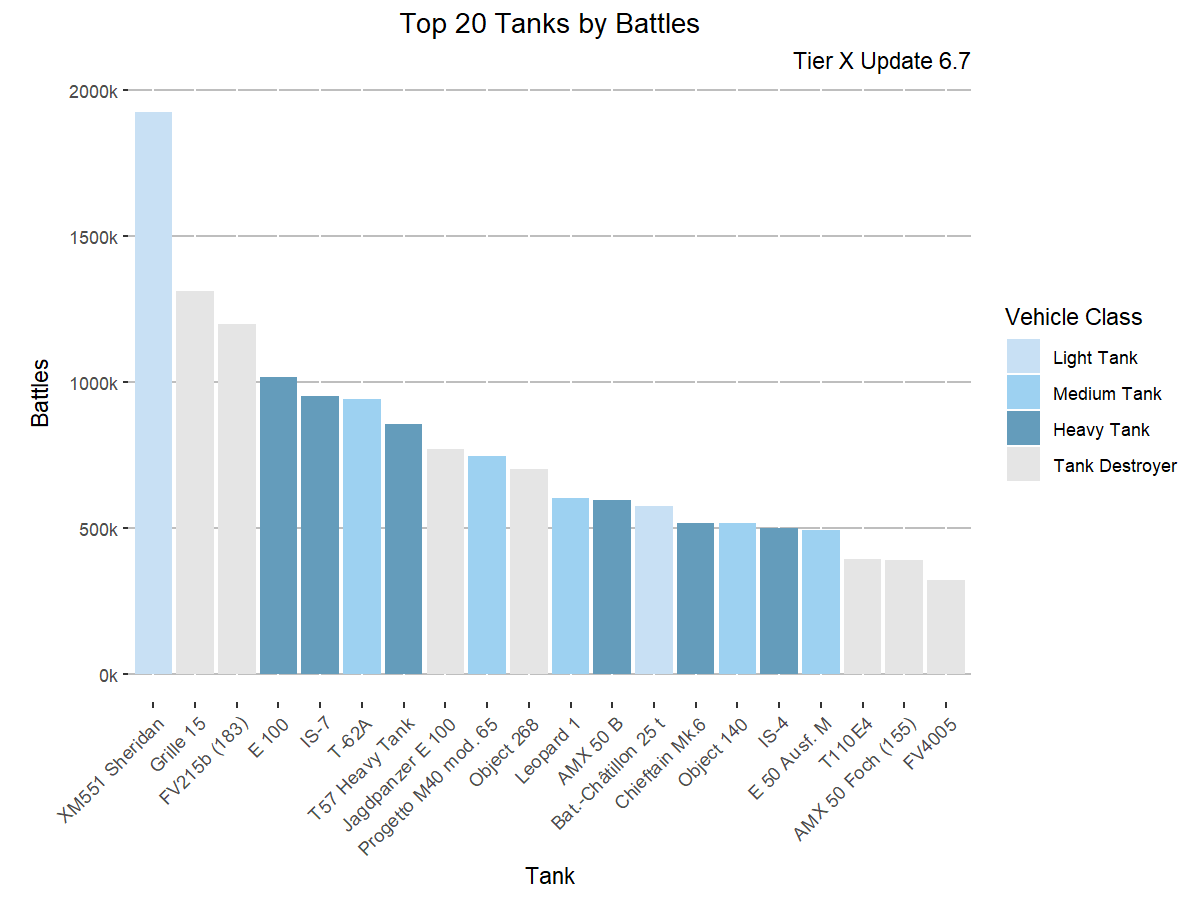 Top 20 Tanks by Battles
Tier X Update 6.7
2000k
1500k
1000k
500k
0k
Battles
XM551 Sheridan
Grille 15
FV215b (183)
E 100
IS-7
T-62A
T57 Heavy Tank
Jagdpanzer E 100
Progetto M40 mod. 65
Object 268
Leopard 1
AMX 50 B
Bat.-Châtillon 25 t
Chieftain Mk.6
Object 140
IS-4
E 50 Ausf. M
T110E4
AMX 50 Foch (155)
FV4005
Tank
Vehicle Class
Light Tank
Medium Tank
Heavy Tank
Tank Destroyer